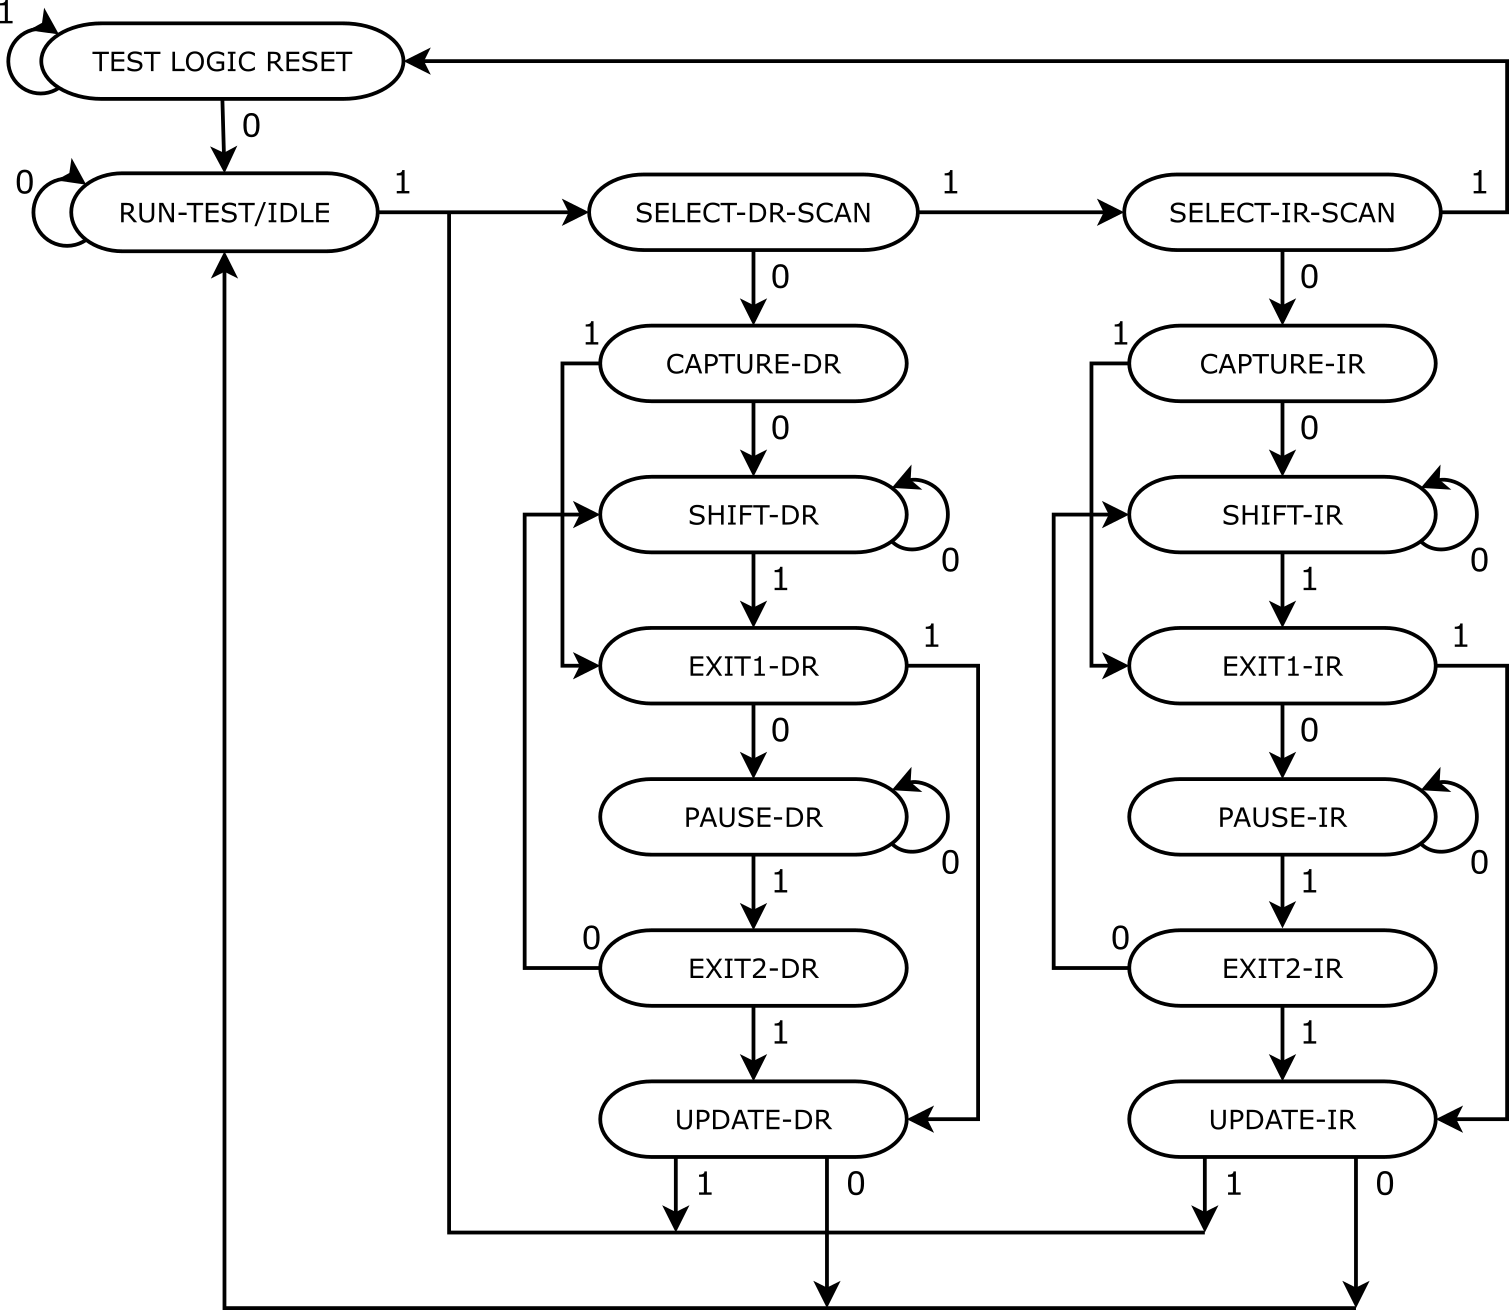 1
TEST LOGIC RESET
0
0
RUN-TEST/IDLE
1
SELECT-DR-SCAN
1
SELECT-IR-SCAN
1
0
0
1
CAPTURE-DR
1
CAPTURE-IR
0
0
SHIFT-DR
0
SHIFT-IR
0
1
1
EXIT1-DR
1
EXIT1-IR
1
0
0
PAUSE-DR
0
PAUSE-IR
0
1
1
0
EXIT2-DR
0
EXIT2-IR
1
1
UPDATE-DR
UPDATE-IR
1
0
1
0